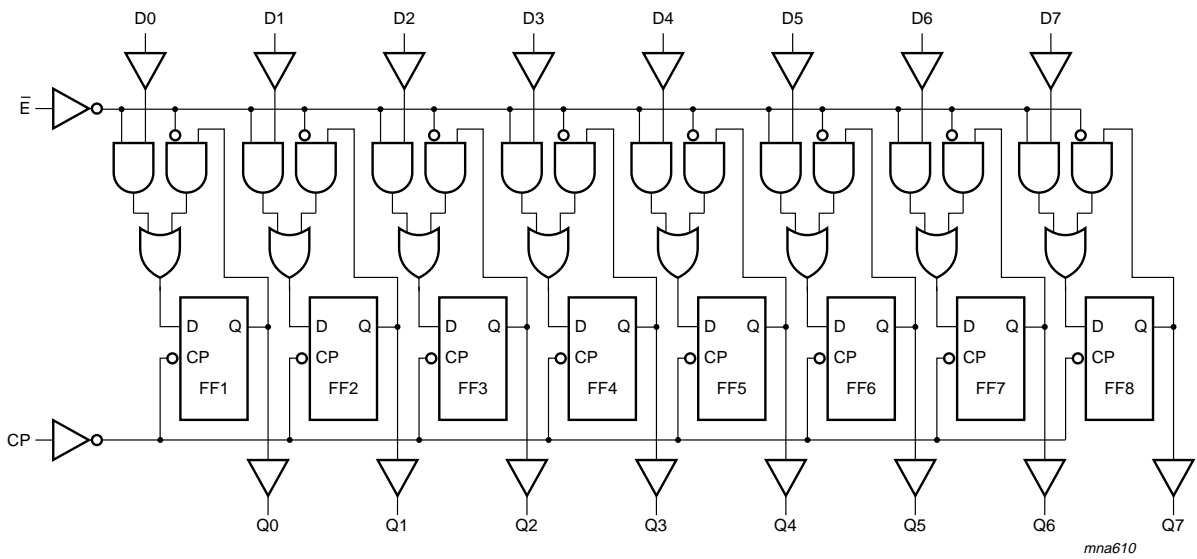 D0 D1 D2 D3 D4 D5 D6 D7
E̅
D Q D Q D Q D Q D Q D Q D Q D Q
CP CP CP CP CP CP CP CP
FF1 FF2 FF3 FF4 FF5 FF6 FF7 FF8
CP
Q0 Q1 Q2 Q3 Q4 Q5 Q6 Q7
mna610